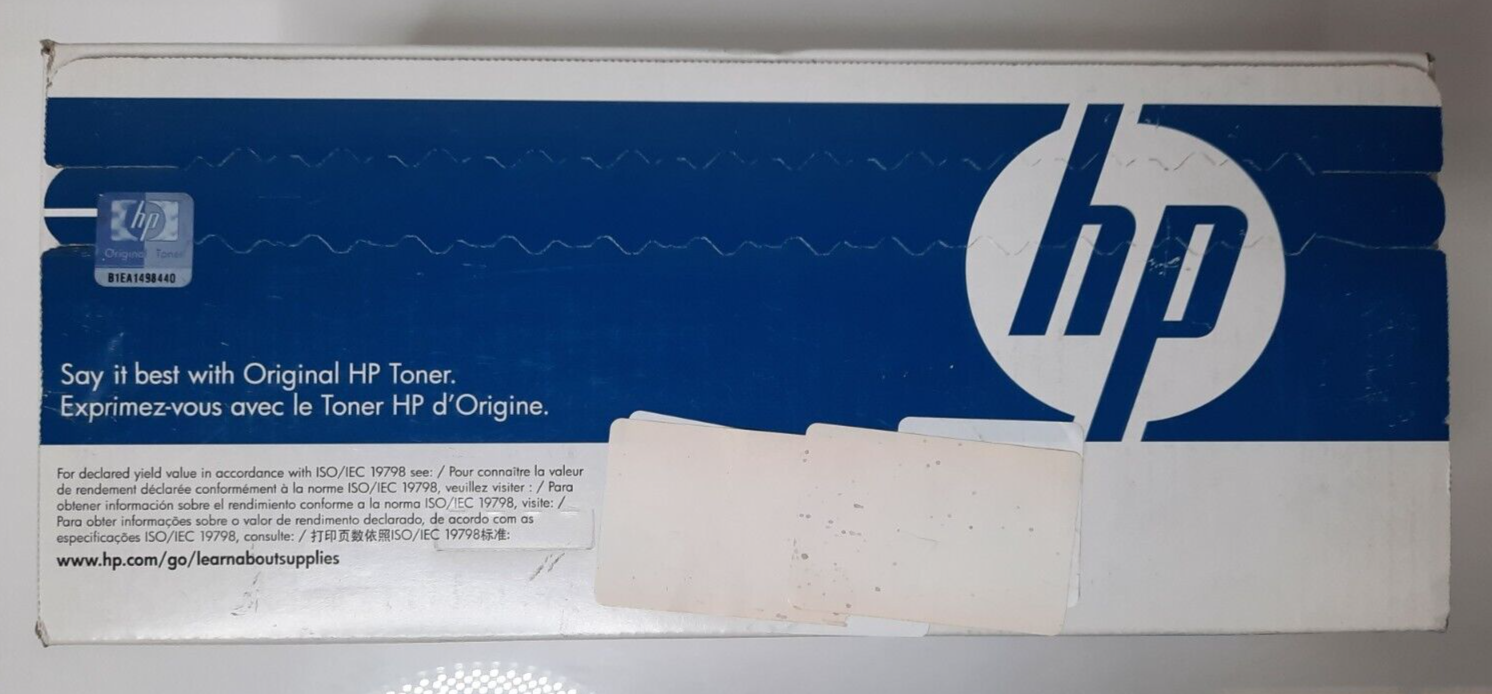 hp
hp
Original Toner
B1EA1498440
Say it best with Original HP Toner.
Exprimez-vous avec le Toner HP d'Origine.
For declared yield value in accordance with ISO/IEC 19798 see: / Pour connaître la valeur
de rendement déclarée conformément à la norme ISO/IEC 19798, veuillez visiter : / Para
obtener información sobre el rendimiento conforme a la norma ISO/IEC 19798, visite: /
Para obter informações sobre o valor de rendimento declarado, de acordo com as
especificações ISO/IEC 19798, consulte: / 打印页数依照ISO/IEC 19798标准:
www.hp.com/go/learnaboutsupplies